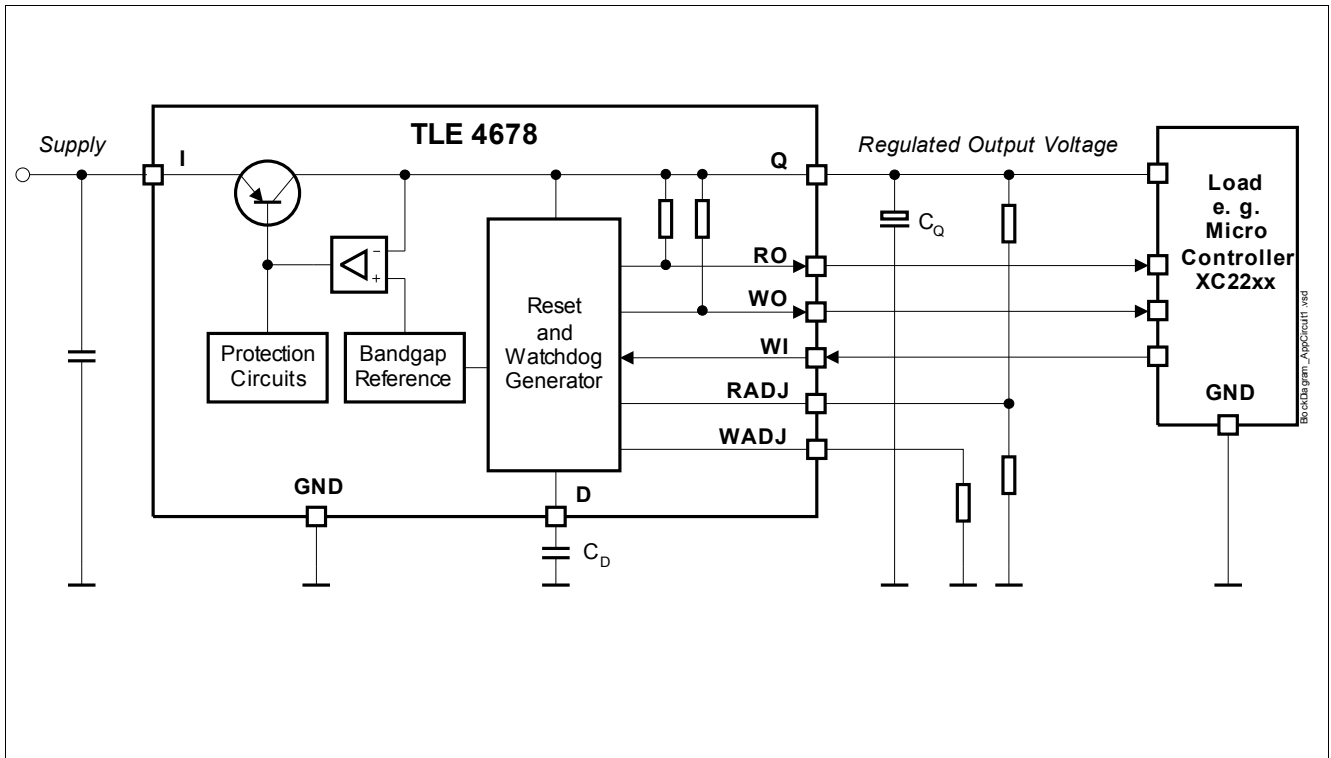 TLE 4678
Supply
I
Q
Regulated Output Voltage
Load
e. g.
Micro
Controller
XC22xx
C_Q
RO
WO
WI
RADJ
WADJ
Reset
and
Watchdog
Generator
Protection
Circuits
Bandgap
Reference
-
+
GND
D
C_D
GND
BlockDiagram_AppCircuit1.vsd